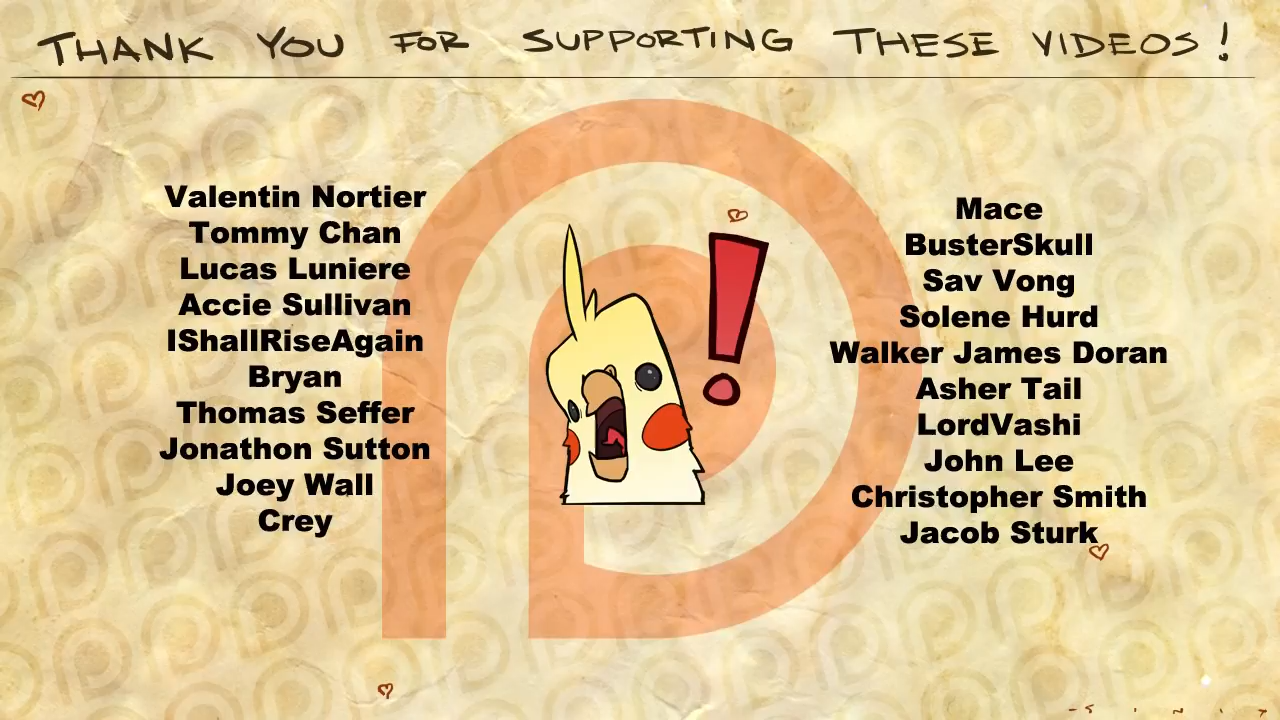 THANK YOU FOR SUPPORTING THESE VIDEOS!
Valentin Nortier
Tommy Chan
Lucas Luniere
Accie Sullivan
IShallRiseAgain
Bryan
Thomas Seffer
Jonathon Sutton
Joey Wall
Crey
Mace
BusterSkull
Sav Vong
Solene Hurd
Walker James Doran
Asher Tail
LordVashi
John Lee
Christopher Smith
Jacob Sturk